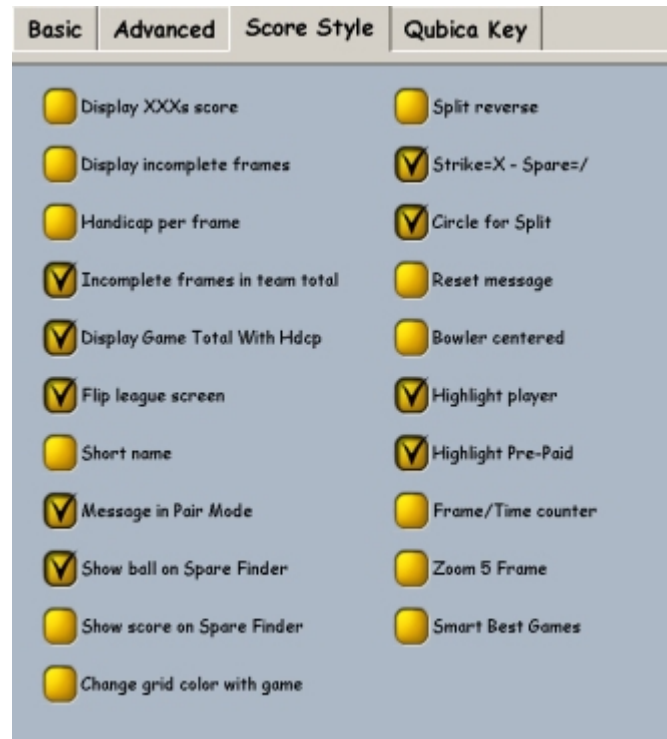 Basic Advanced Score Style Qubica Key
Display XXXs score
Display incomplete frames
Handicap per frame
Incomplete frames in team total
Display Game Total With Hdcp
Flip league screen
Short name
Message in Pair Mode
Show ball on Spare Finder
Show score on Spare Finder
Change grid color with game
Split reverse
Strike=X - Spare=/
Circle for Split
Reset message
Bowler centered
Highlight player
Highlight Pre-Paid
Frame/Time counter
Zoom 5 Frame
Smart Best Games